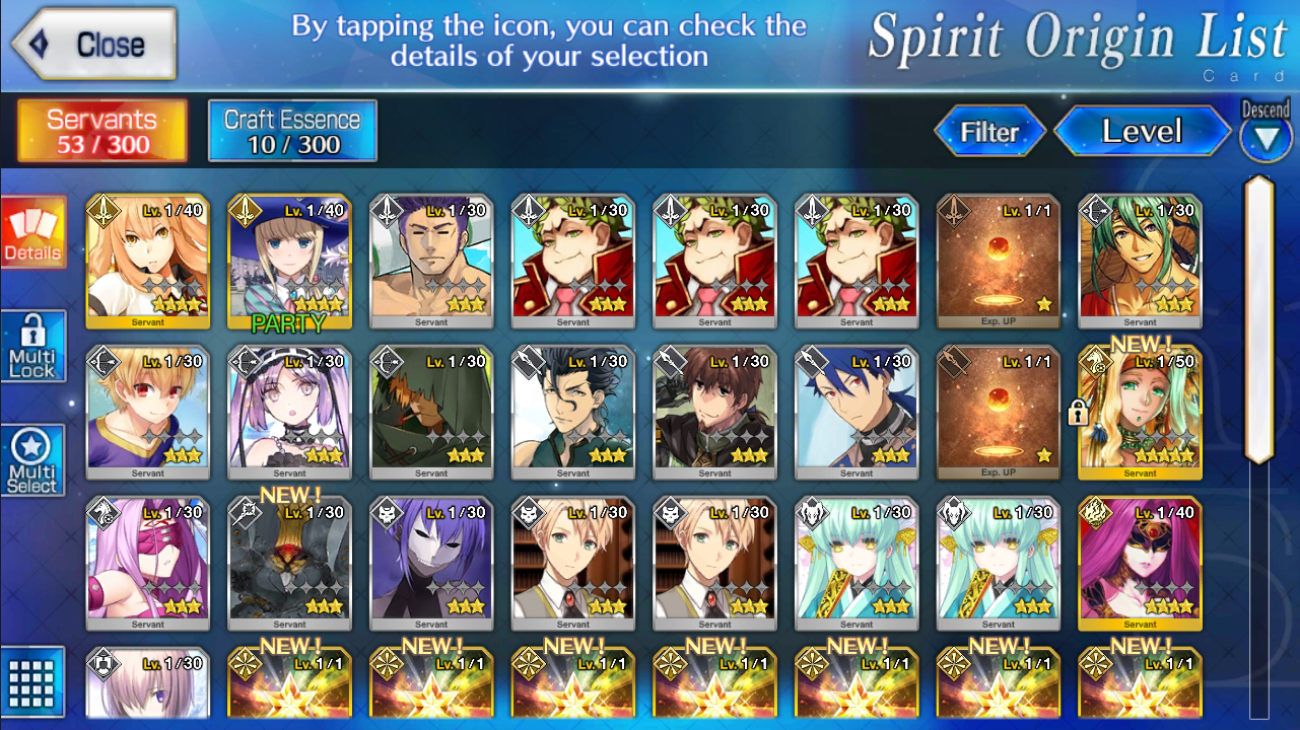 Close
By tapping the icon, you can check the
details of your selection
Spirit Origin List
Card
Servants
53 / 300
Craft Essence
10 / 300
Filter
Level
Descend
Details
Multi
Lock
Multi
Select
Lv. 1/40 Lv. 1/40 Lv. 1/30 Lv. 1/30 Lv. 1/30 Lv. 1/30 Lv. 1/1 Lv. 1/30
Servant PARTY Servant Servant Servant Servant Exp. UP Servant
NEW!
Lv. 1/30 Lv. 1/30 Lv. 1/30 Lv. 1/30 Lv. 1/30 Lv. 1/30 Lv. 1/1 Lv. 1/50
Servant Servant Servant Servant Servant Servant Exp. UP Servant
NEW!
Lv. 1/30 Lv. 1/30 Lv. 1/30 Lv. 1/30 Lv. 1/30 Lv. 1/30 Lv. 1/30 Lv. 1/40
Servant Servant Servant Servant Servant Servant Servant Servant
NEW! NEW! NEW! NEW! NEW! NEW! NEW!
Lv. 1/30 Lv. 1/1 Lv. 1/1 Lv. 1/1 Lv. 1/1 Lv. 1/1 Lv. 1/1 Lv. 1/1